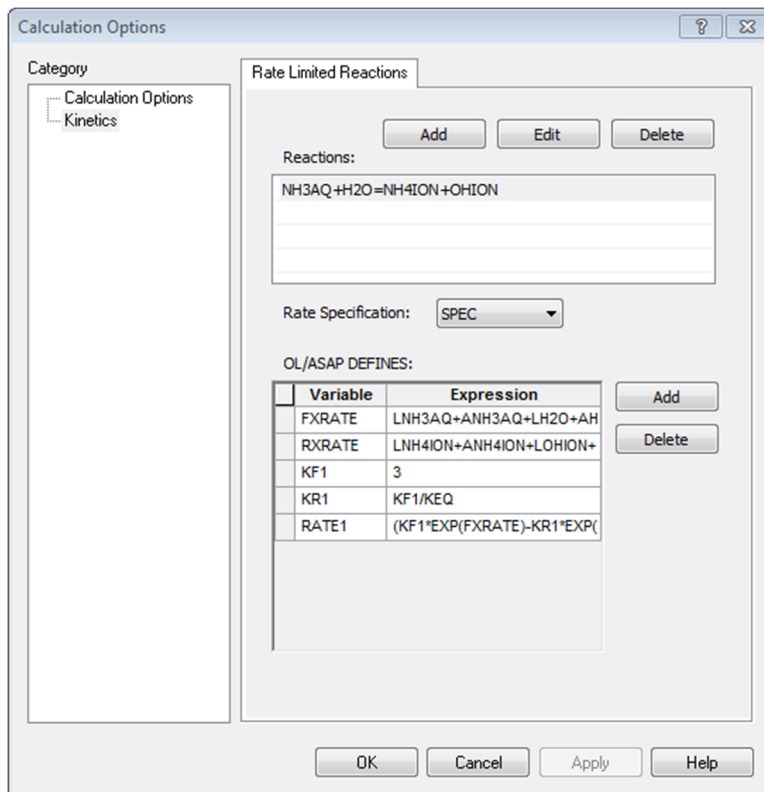 Calculation Options
Category
Calculation Options
Kinetics
Rate Limited Reactions
Add Edit Delete
Reactions:
NH3AQ+H2O=NH4ION+OHION
Rate Specification: SPEC
OL/ASAP DEFINES:
Variable Expression
FXRATE LNH3AQ+ANH3AQ+LH2O+AH
RXRATE LNH4ION+ANH4ION+LOHION+
KF1 3
KR1 KF1/KEQ
RATE1 (KF1*EXP(FXRATE)-KR1*EXP(
Add
Delete
OK Cancel Apply Help